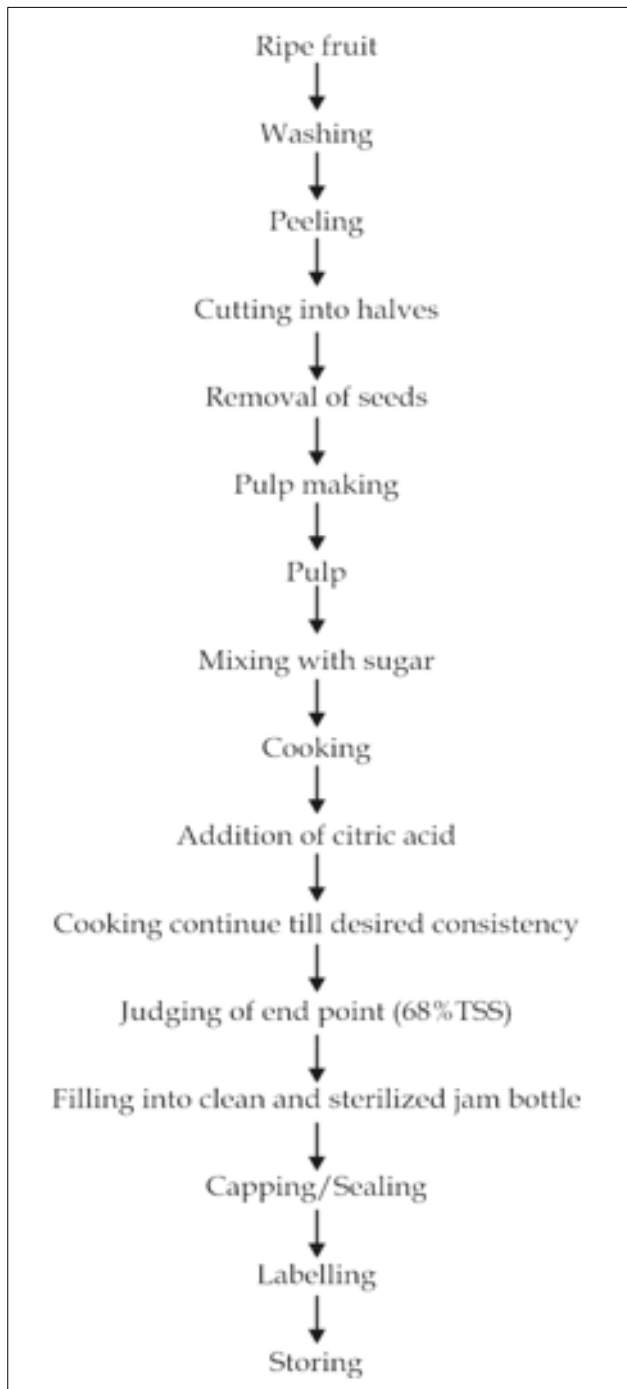 Ripe fruit
Washing
Peeling
Cutting into halves
Removal of seeds
Pulp making
Pulp
Mixing with sugar
Cooking
Addition of citric acid
Cooking continue till desired consistency
Judging of end point (68%TSS)
Filling into clean and sterilized jam bottle
Capping/Sealing
Labelling
Storing